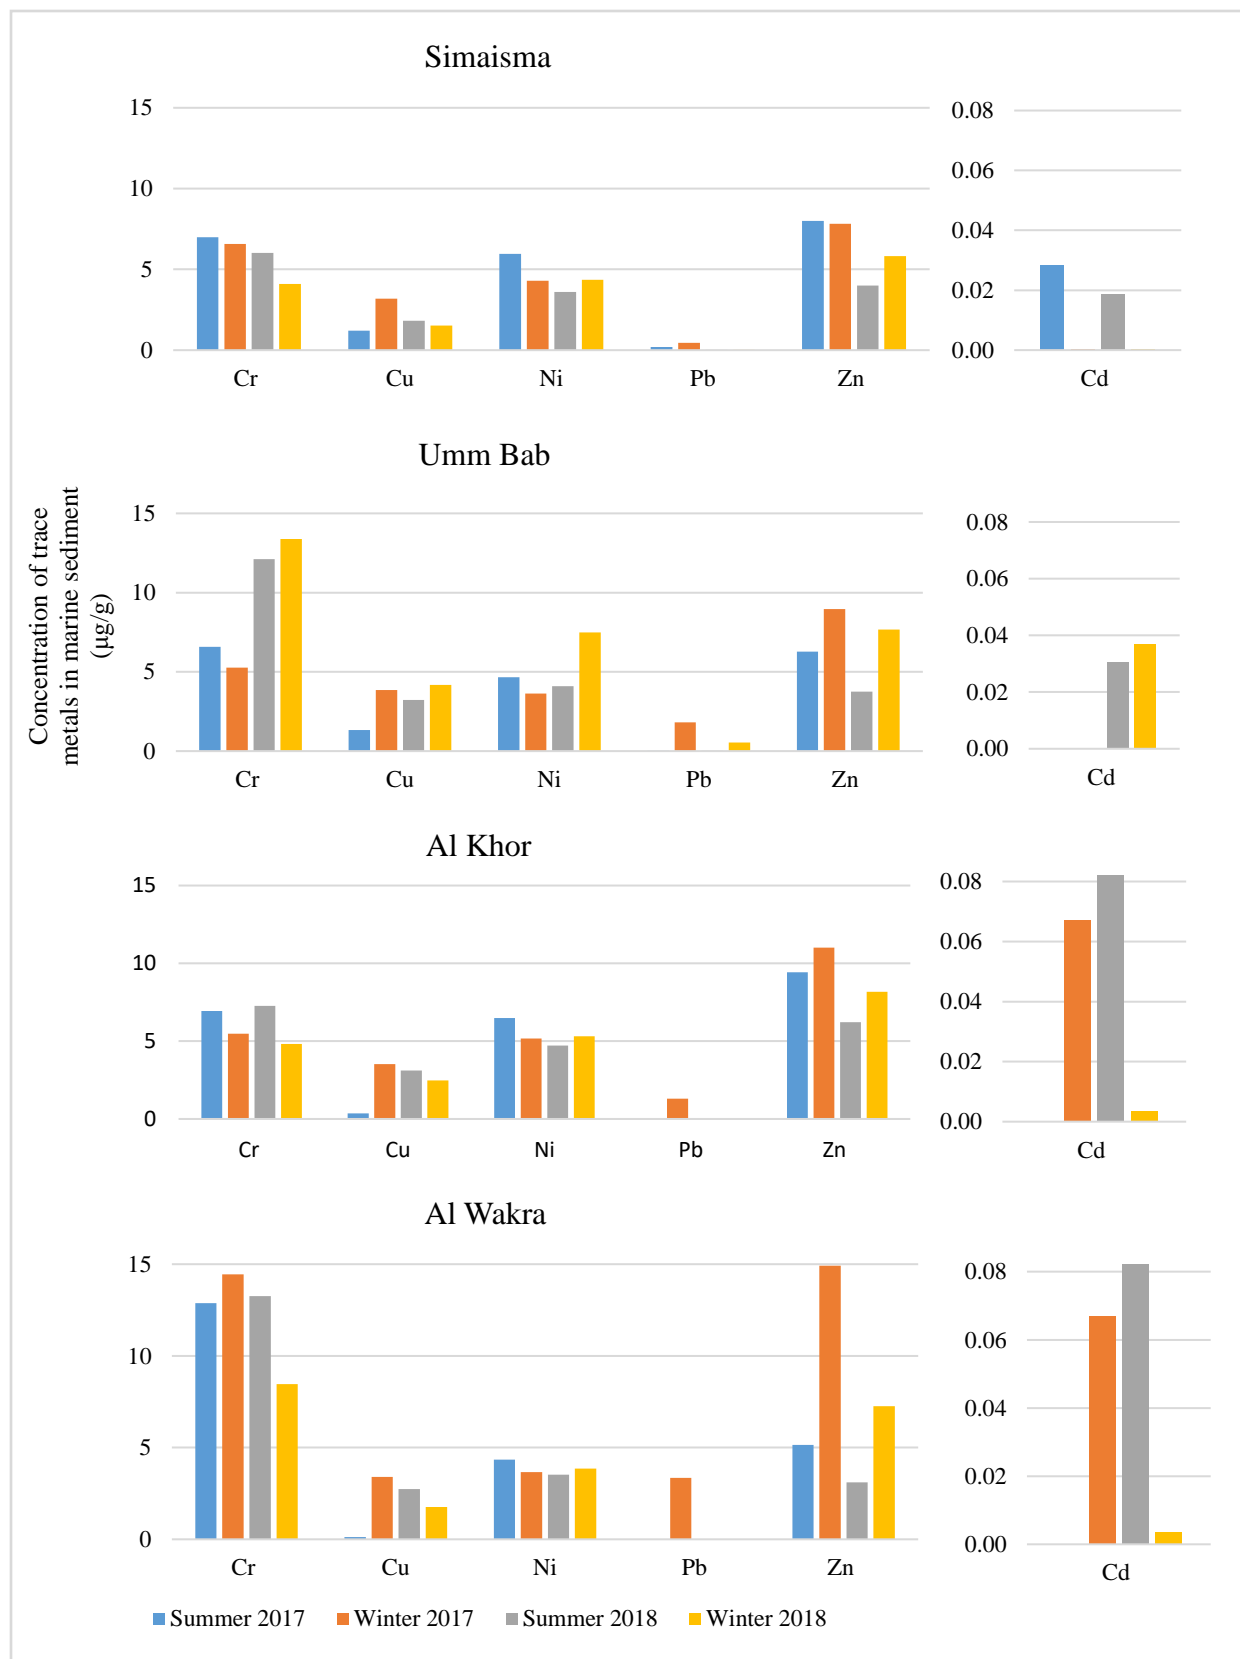 Simaisma
15
10
5
0
Cr Cu Ni Pb Zn
0.08
0.06
0.04
0.02
0.00
Cd
Umm Bab
Concentration of trace
metals in marine sediment
(µg/g)
15
10
5
0
Cr Cu Ni Pb Zn
0.08
0.06
0.04
0.02
0.00
Cd
Al Khor
15
10
5
0
Cr Cu Ni Pb Zn
0.08
0.06
0.04
0.02
0.00
Cd
Al Wakra
15
10
5
0
Cr Cu Ni Pb Zn
0.08
0.06
0.04
0.02
0.00
Cd
Summer 2017 Winter 2017 Summer 2018 Winter 2018